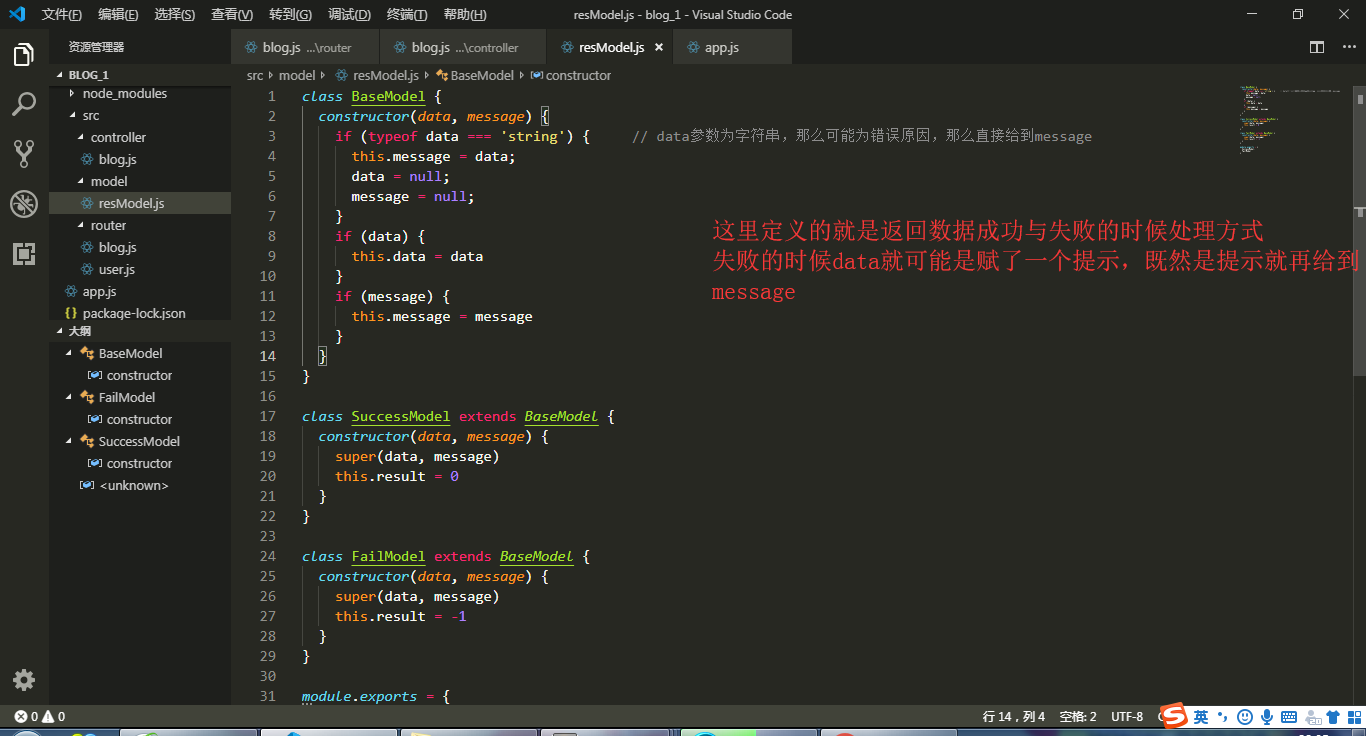 文件(F) 编辑(E) 选择(S) 查看(V) 转到(G) 调试(D) 终端(T) 帮助(H) resModel.js - blog_1 - Visual Studio Code
资源管理器
BLOG_1
node_modules
src
controller
blog.js
model
resModel.js
router
blog.js
user.js
app.js
package-lock.json
大纲
BaseModel
constructor
FailModel
constructor
SuccessModel
constructor
<unknown>
blog.js ...\router blog.js ...\controller resModel.js × app.js
src model resModel.js BaseModel constructor
1 class BaseModel {
2 constructor(data, message) {
3 if (typeof data === 'string') { // data参数为字符串，那么可能为错误原因，那么直接给到message
4 this.message = data;
5 data = null;
6 message = null;
7 }
8 if (data) {
9 this.data = data
10 }
11 if (message) {
12 this.message = message
13 }
14 }
15 }
16
17 class SuccessModel extends BaseModel {
18 constructor(data, message) {
19 super(data, message)
20 this.result = 0
21 }
22 }
23
24 class FailModel extends BaseModel {
25 constructor(data, message) {
26 super(data, message)
27 this.result = -1
28 }
29 }
30
31 module.exports = {
这里定义的就是返回数据成功与失败的时候处理方式
失败的时候data就可能是赋了一个提示，既然是提示就再给到
message
0 0 行 14，列 4 空格: 2 UTF-8 英